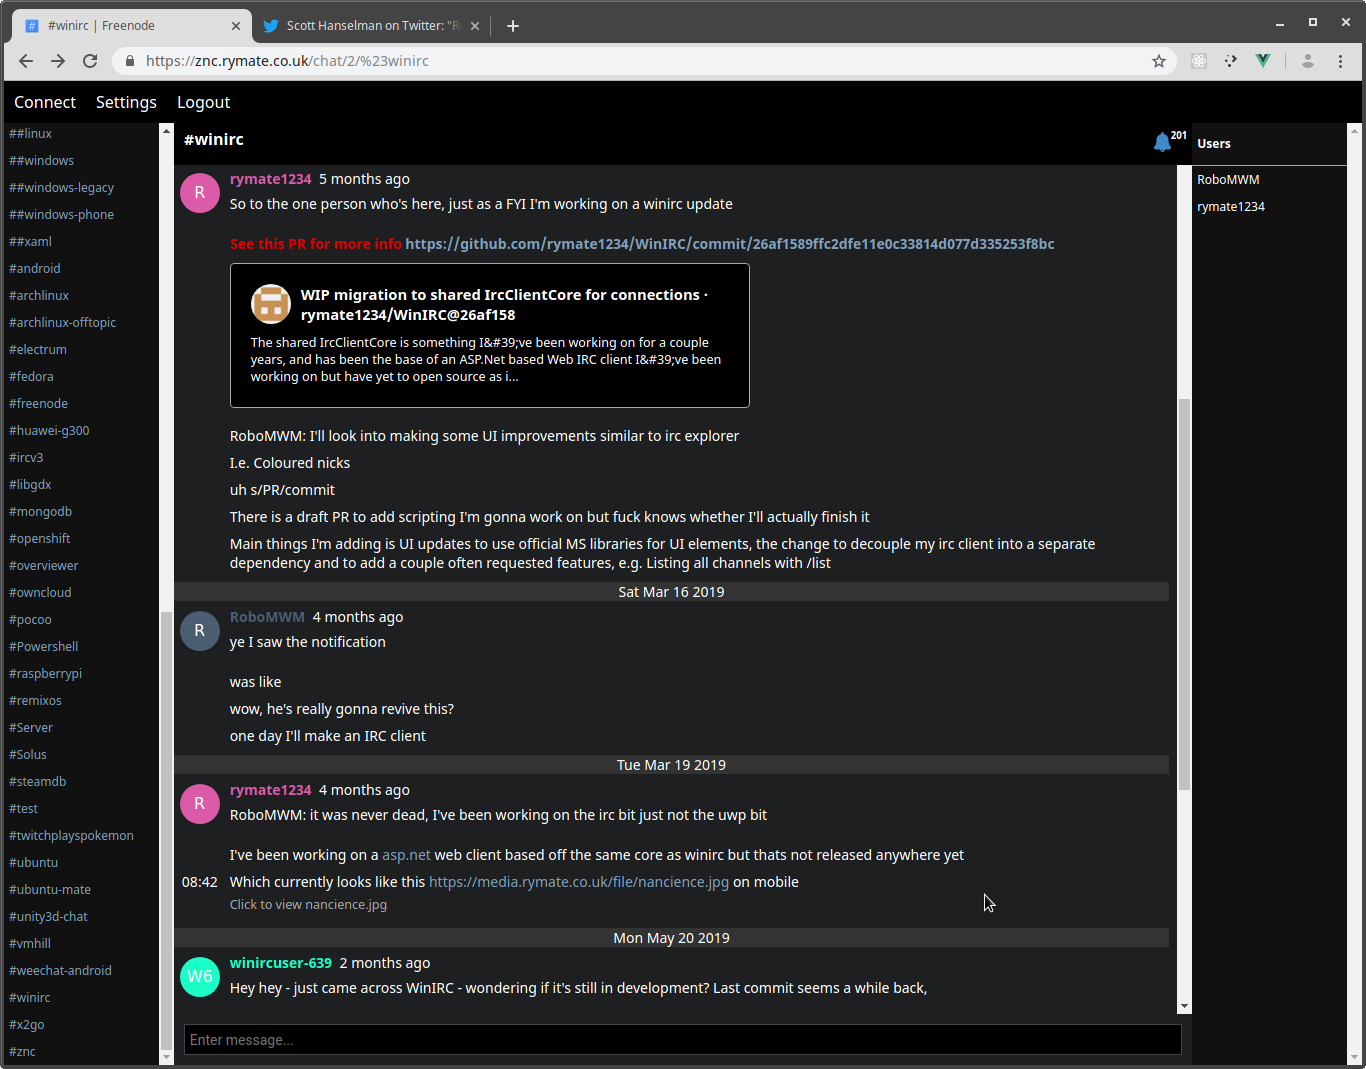 #winirc | Freenode
Scott Hanselman on Twitter: "R
https://znc.rymate.co.uk/chat/2/%23winirc
Connect Settings Logout
##linux
##windows
##windows-legacy
##windows-phone
##xaml
#android
#archlinux
#archlinux-offtopic
#electrum
#fedora
#freenode
#huawei-g300
#ircv3
#libgdx
#mongodb
#openshift
#overviewer
#owncloud
#pocoo
#Powershell
#raspberrypi
#remixos
#Server
#Solus
#steamdb
#test
#twitchplayspokemon
#ubuntu
#ubuntu-mate
#unity3d-chat
#vmhill
#weechat-android
#winirc
#x2go
#znc
#winirc
201
R
rymate1234 5 months ago
So to the one person who's here, just as a FYI I'm working on a winirc update
See this PR for more info https://github.com/rymate1234/WinIRC/commit/26af1589ffc2dfe11e0c33814d077d335253f8bc
WIP migration to shared IrcClientCore for connections ·
rymate1234/WinIRC@26af158
The shared IrcClientCore is something I&#39;ve been working on for a couple
years, and has been the base of an ASP.Net based Web IRC client I&#39;ve been
working on but have yet to open source as i...
RoboMWM: I'll look into making some UI improvements similar to irc explorer
I.e. Coloured nicks
uh s/PR/commit
There is a draft PR to add scripting I'm gonna work on but fuck knows whether I'll actually finish it
Main things I'm adding is UI updates to use official MS libraries for UI elements, the change to decouple my irc client into a separate
dependency and to add a couple often requested features, e.g. Listing all channels with /list
Sat Mar 16 2019
R
RoboMWM 4 months ago
ye I saw the notification
was like
wow, he's really gonna revive this?
one day I'll make an IRC client
Tue Mar 19 2019
R
rymate1234 4 months ago
RoboMWM: it was never dead, I've been working on the irc bit just not the uwp bit
I've been working on a asp.net web client based off the same core as winirc but thats not released anywhere yet
08:42 Which currently looks like this https://media.rymate.co.uk/file/nancience.jpg on mobile
Click to view nancience.jpg
Mon May 20 2019
W6
winircuser-639 2 months ago
Hey hey - just came across WinIRC - wondering if it's still in development? Last commit seems a while back,
Enter message...
Users
RoboMWM
rymate1234